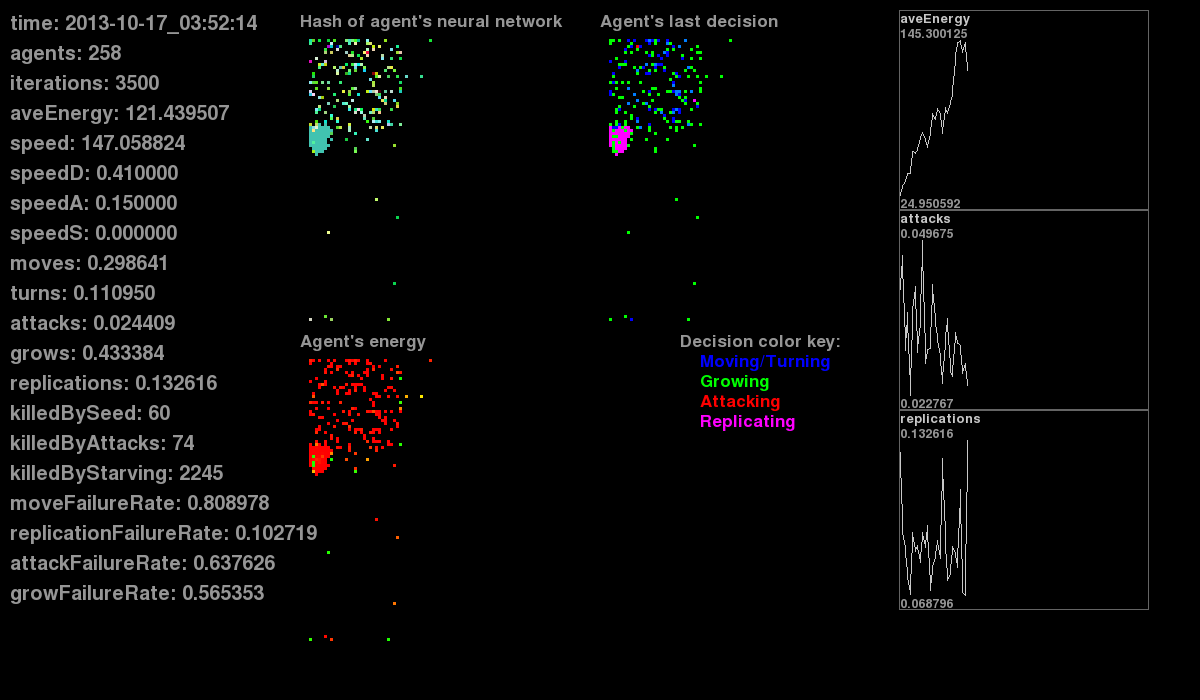 time: 2013-10-17_03:52:14
agents: 258
iterations: 3500
aveEnergy: 121.439507
speed: 147.058824
speedD: 0.410000
speedA: 0.150000
speedS: 0.000000
moves: 0.298641
turns: 0.110950
attacks: 0.024409
grows: 0.433384
replications: 0.132616
killedBySeed: 60
killedByAttacks: 74
killedByStarving: 2245
moveFailureRate: 0.808978
replicationFailureRate: 0.102719
attackFailureRate: 0.637626
growFailureRate: 0.565353
Hash of agent's neural network
Agent's last decision
Agent's energy
Decision color key:
Moving/Turning
Growing
Attacking
Replicating
aveEnergy
145.300125
24.950592
attacks
0.049675
0.022767
replications
0.132616
0.068796